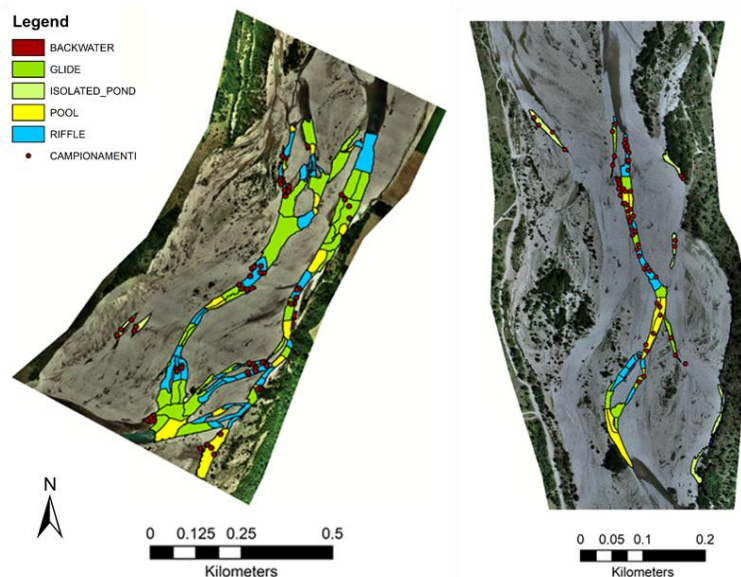 Legend
BACKWATER
GLIDE
ISOLATED_POND
POOL
RIFFLE
CAMPIONAMENTI
N
0 0.125 0.25 0.5
Kilometers
0 0.05 0.1 0.2
Kilometers